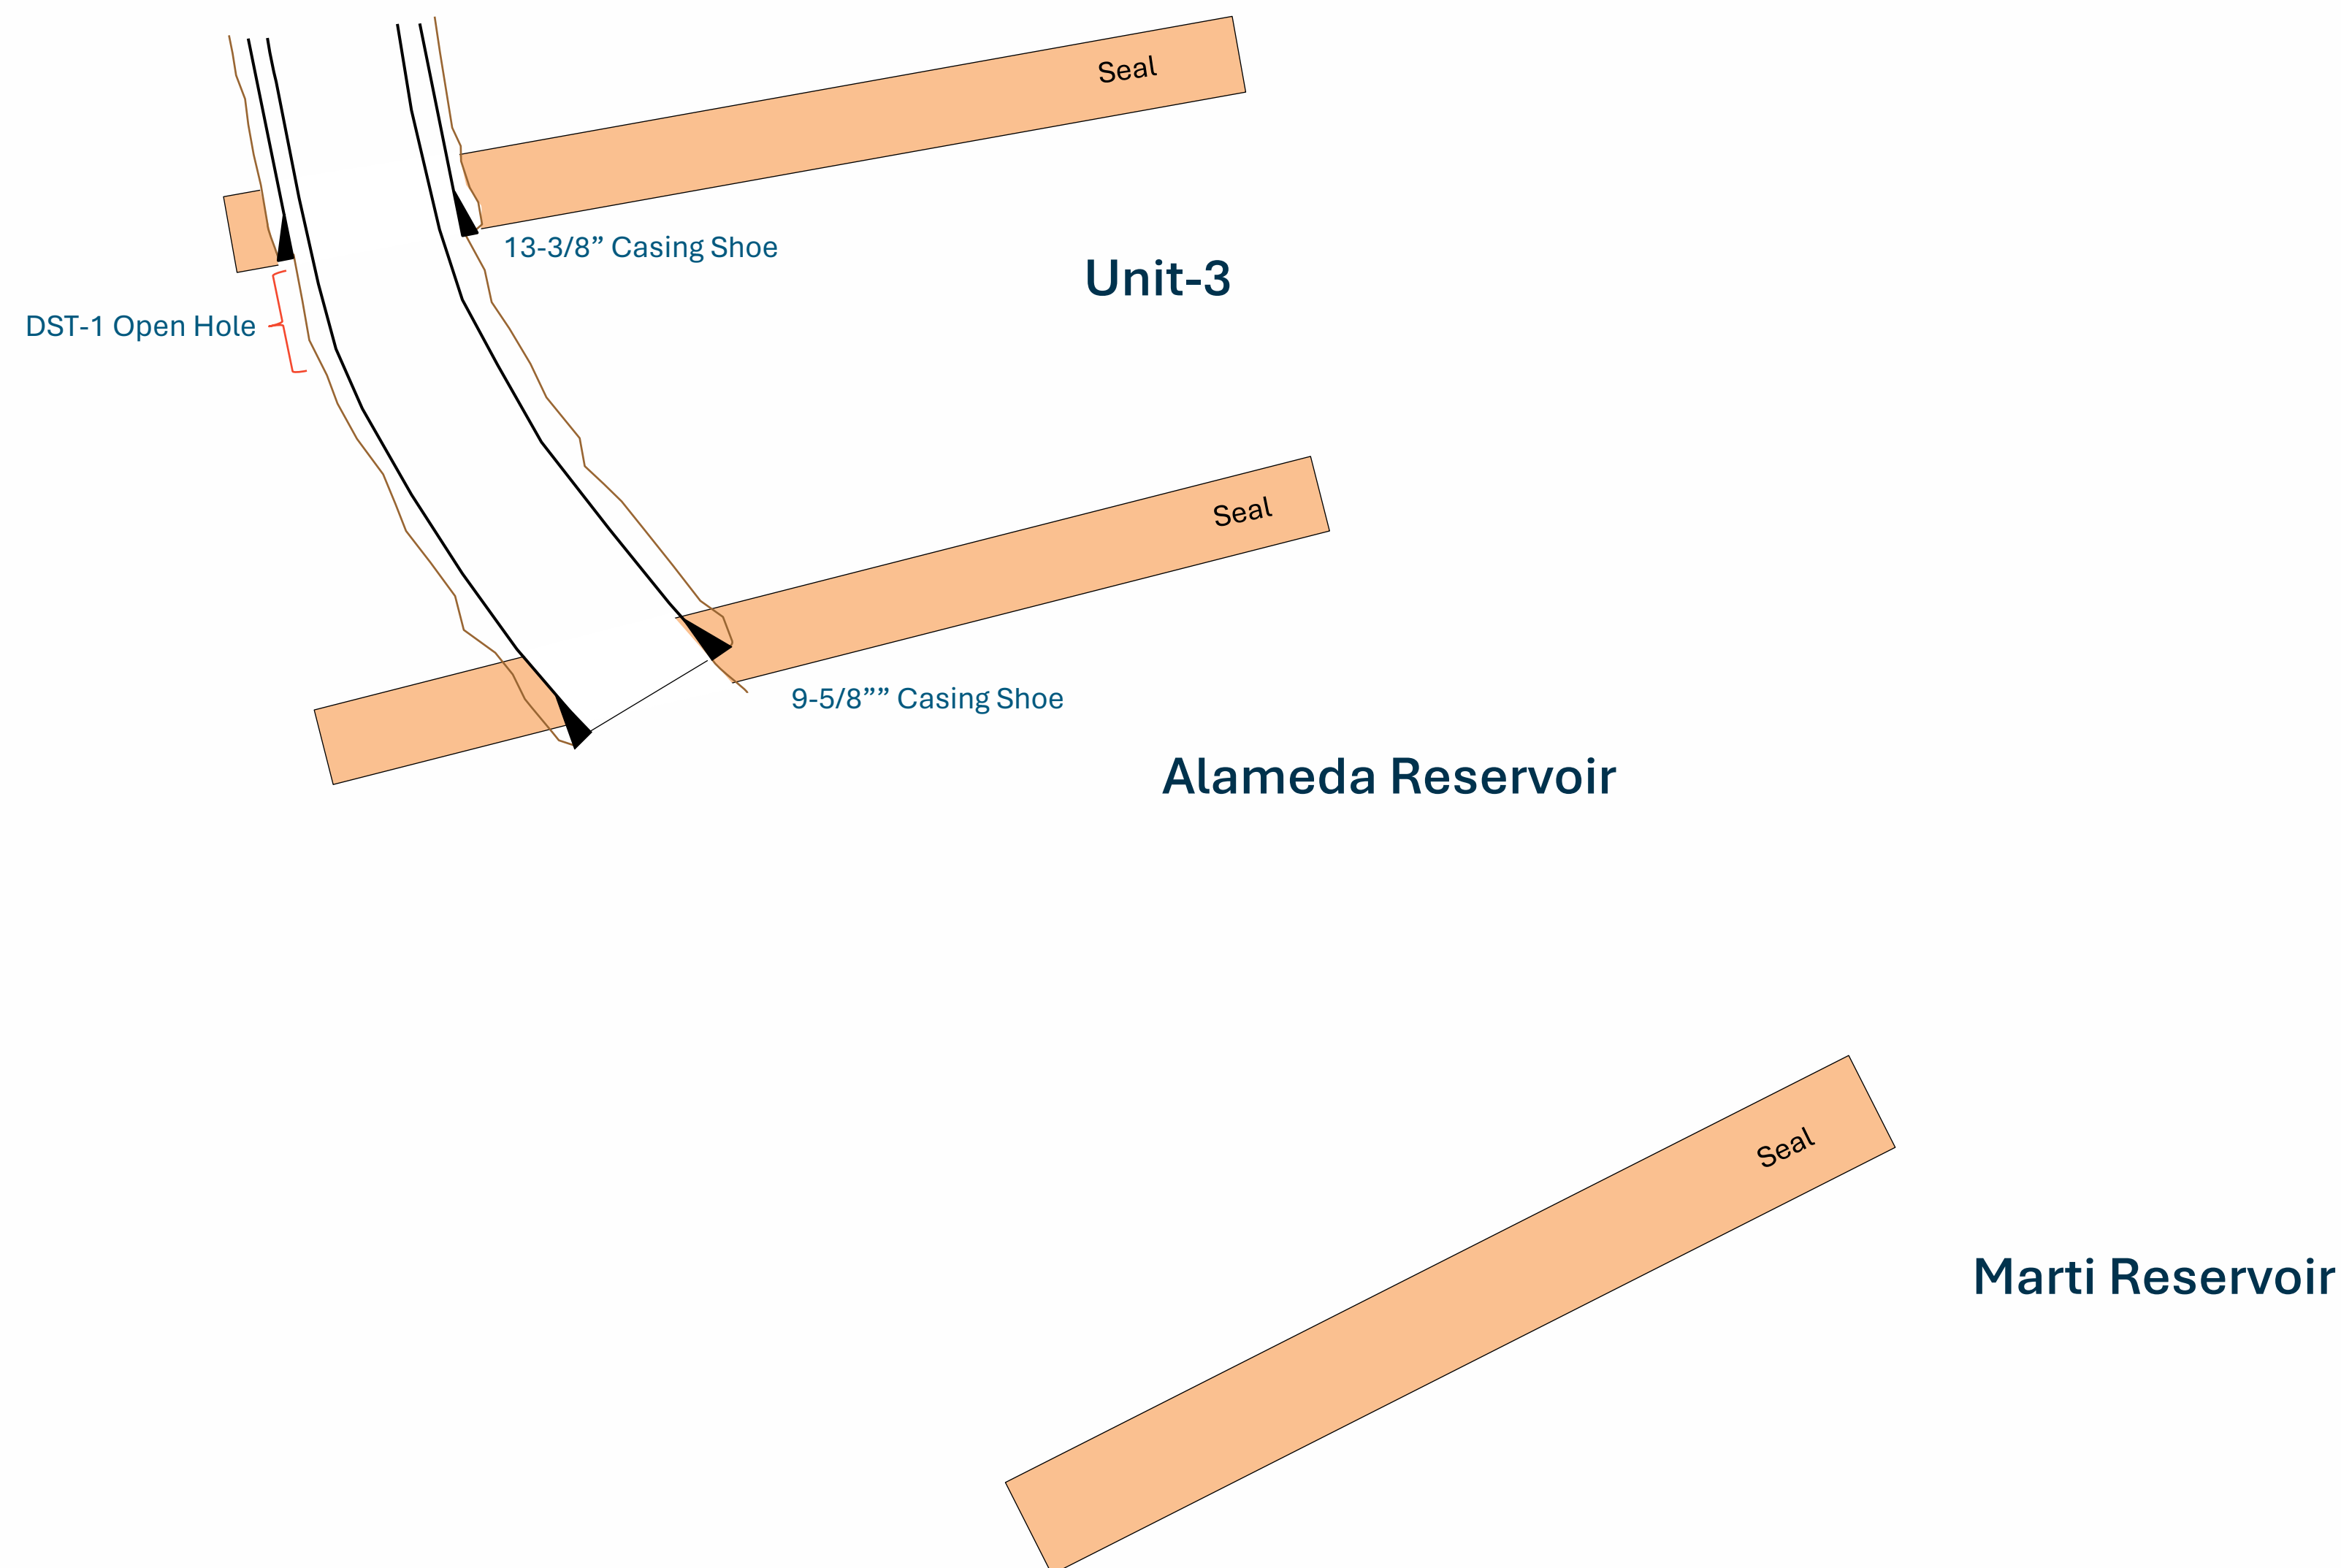 Seal
13-3/8” Casing Shoe
Unit-3
DST-1 Open Hole
Seal
9-5/8”” Casing Shoe
Alameda Reservoir
Seal
Marti Reservoir